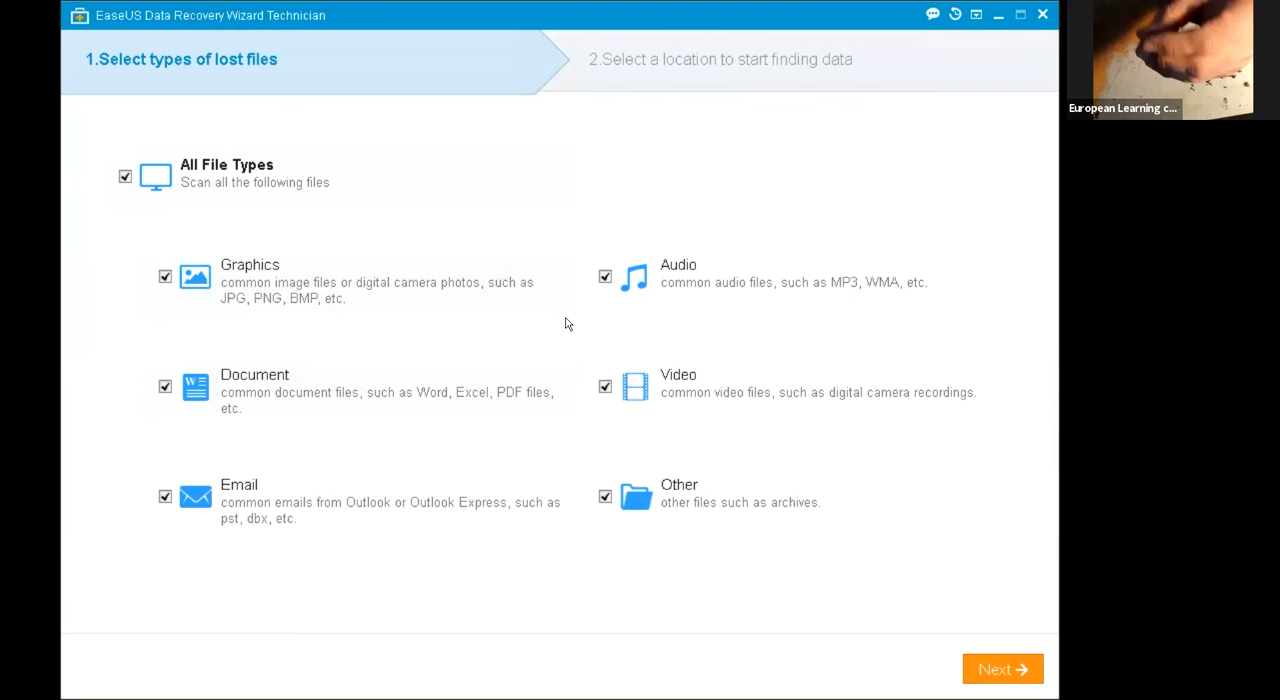 EaseUS Data Recovery Wizard Technician
1.Select types of lost files
2.Select a location to start finding data
All File Types
Scan all the following files
Graphics
common image files or digital camera photos, such as
JPG, PNG, BMP, etc.
Audio
common audio files, such as MP3, WMA, etc.
Document
common document files, such as Word, Excel, PDF files,
etc.
Video
common video files, such as digital camera recordings.
Email
common emails from Outlook or Outlook Express, such as
pst, dbx, etc.
Other
other files such as archives.
Next
European Learning c...